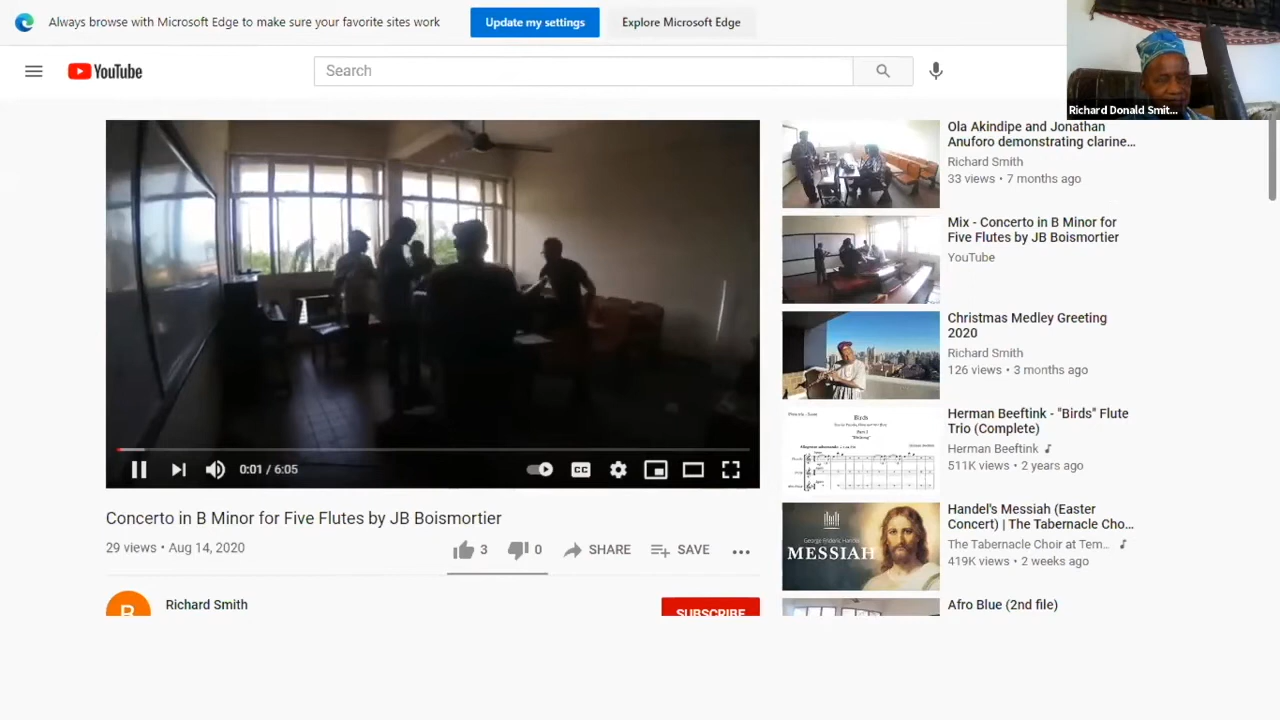 Always browse with Microsoft Edge to make sure your favorite sites work
Update my settings
Explore Microsoft Edge
YouTube
Search
Richard Donald Smit...
0:01 / 6:05
CC
Concerto in B Minor for Five Flutes by JB Boismortier
29 views • Aug 14, 2020
3
0
SHARE
SAVE
Richard Smith
SUBSCRIBE
Ola Akindipe and Jonathan
Anuforo demonstrating clarine...
Richard Smith
33 views • 7 months ago
Mix - Concerto in B Minor for
Five Flutes by JB Boismortier
YouTube
Christmas Medley Greeting
2020
Richard Smith
126 views • 3 months ago
Birds
Herman Beeftink - "Birds" Flute
Trio (Complete)
Herman Beeftink
511K views • 2 years ago
George Frideric Handel's
MESSIAH
Handel's Messiah (Easter
Concert) | The Tabernacle Cho...
The Tabernacle Choir at Tem...
419K views • 2 weeks ago
Afro Blue (2nd file)